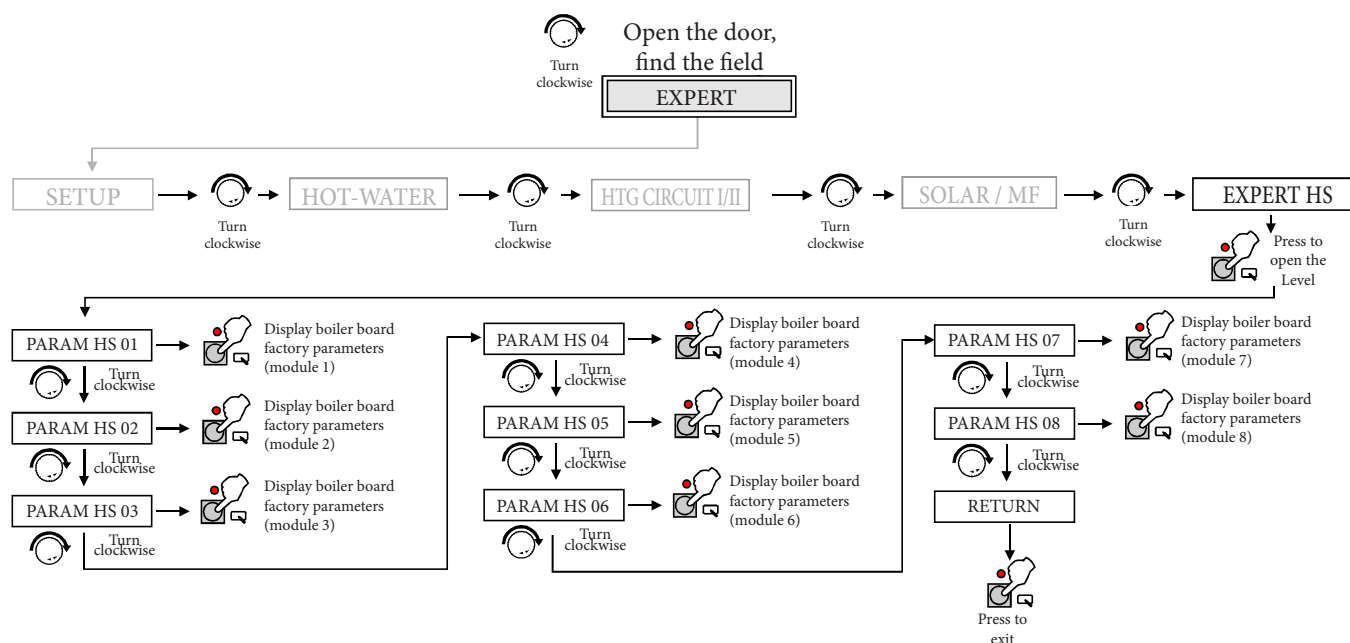 Open the door,
find the field
Turn
clockwise
EXPERT
SETUP
Turn
clockwise
HOT-WATER
Turn
clockwise
HTG CIRCUIT I/II
Turn
clockwise
SOLAR / MF
Turn
clockwise
EXPERT HS
Press to
open the
Level
PARAM HS 01
Display boiler board
factory parameters
(module 1)
Turn
clockwise
PARAM HS 02
Display boiler board
factory parameters
(module 2)
Turn
clockwise
PARAM HS 03
Display boiler board
factory parameters
(module 3)
Turn
clockwise
PARAM HS 04
Display boiler board
factory parameters
(module 4)
Turn
clockwise
PARAM HS 05
Display boiler board
factory parameters
(module 5)
Turn
clockwise
PARAM HS 06
Display boiler board
factory parameters
(module 6)
Turn
clockwise
PARAM HS 07
Display boiler board
factory parameters
(module 7)
Turn
clockwise
PARAM HS 08
Display boiler board
factory parameters
(module 8)
Turn
clockwise
RETURN
Press to
exit